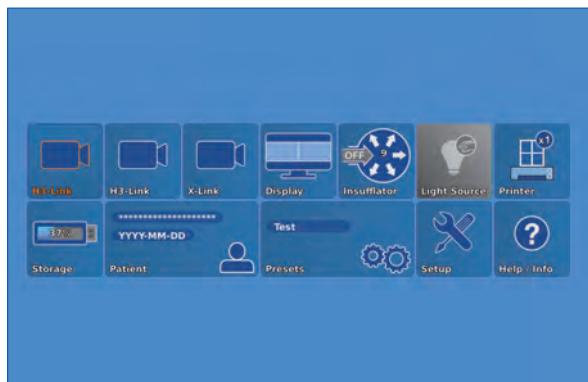 H3-Link
H3-Link
X-Link
Display
OFF 9
Insufflator
Light Source
x1
Printer
37%
Storage
********************
YYYY-MM-DD
Patient
Test
Presets
Setup
?
Help / Info